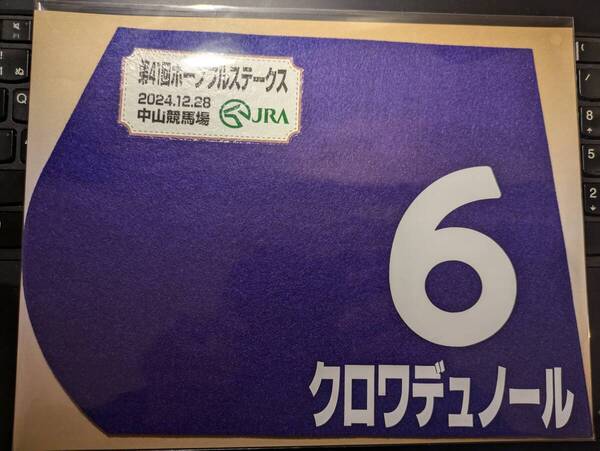 第41回ホープフルステークス
2024.12.28
中山競馬場
JRA
6
クロワデュノール